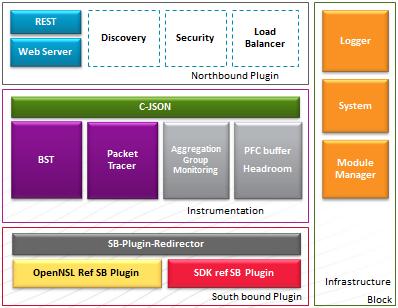 REST
Web Server
Discovery
Security
Load
Balancer
Northbound Plugin
C-JSON
BST
Packet
Tracer
Aggregation
Group
Monitoring
PFC buffer
Headroom
Instrumentation
SB-Plugin-Redirector
OpenNSL Ref SB Plugin
SDK ref SB Plugin
South bound Plugin
Logger
System
Module
Manager
Infrastructure
Block